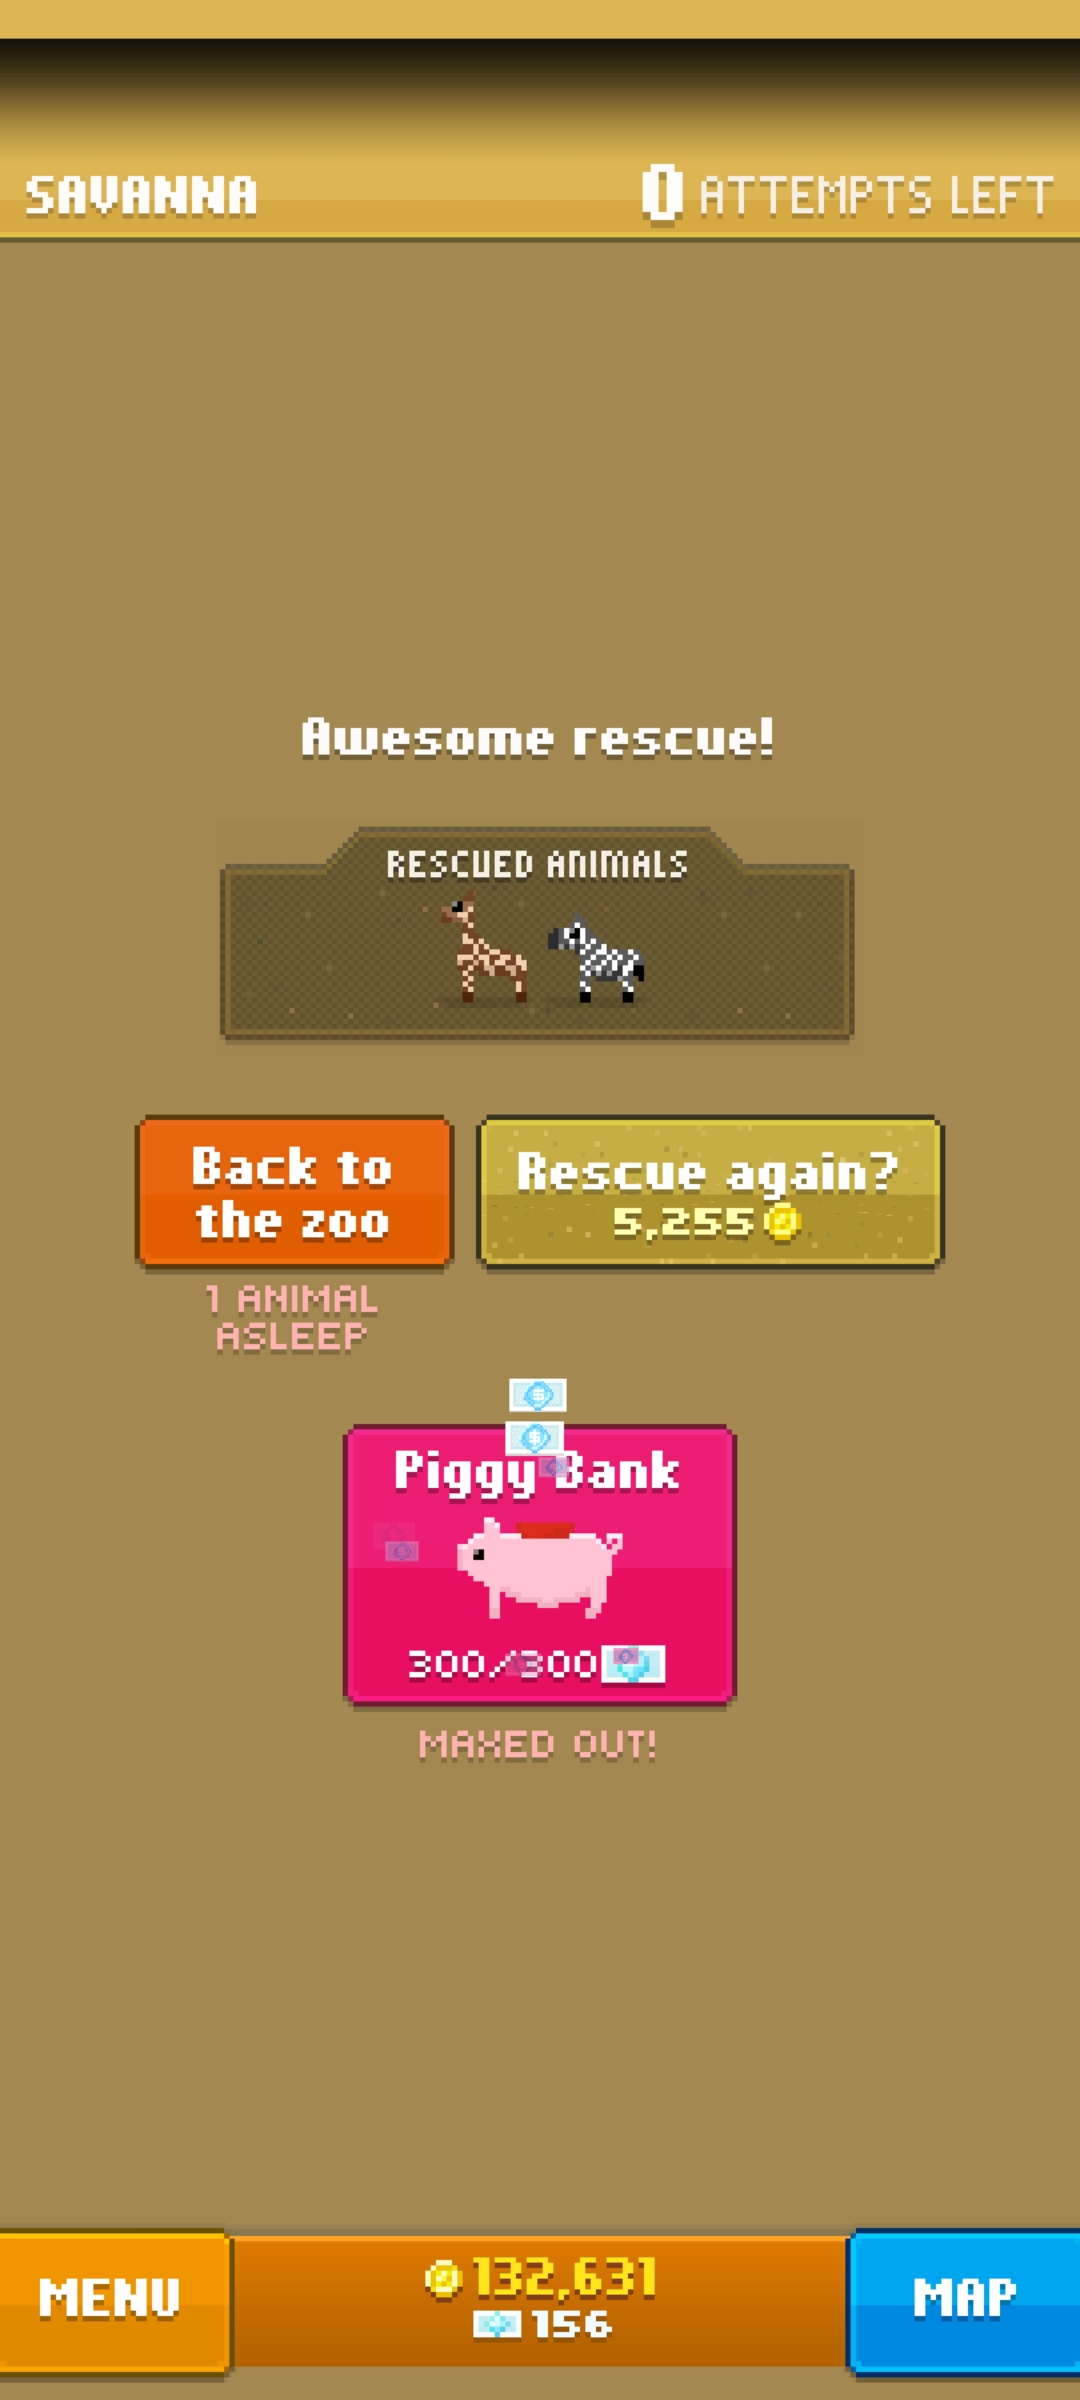 SAVANNA
0 ATTEMPTS LEFT
Awesome rescue!
RESCUED ANIMALS
Back to
the zoo
Rescue again?
5,255
1 ANIMAL
ASLEEP
Piggy Bank
300/300
MAXED OUT!
MENU
132,631
156
MAP